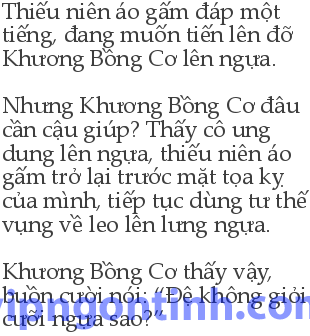 Thiếu niên áo gấm đáp một
tiếng, đang muốn tiến lên đỡ
Khương Bồng Cơ lên ngựa.
Nhưng Khương Bồng Cơ đâu
cần cậu giúp? Thấy cô ung
dung lên ngựa, thiếu niên áo
gấm trở lại trước mặt tọa kỵ
của mình, tiếp tục dùng tư thế
vụng về leo lên lưng ngựa.
Khương Bồng Cơ thấy vậy,
buồn cười nói: “Đệ không giỏi
cưỡi ngựa sao?”
vipngontinh.com